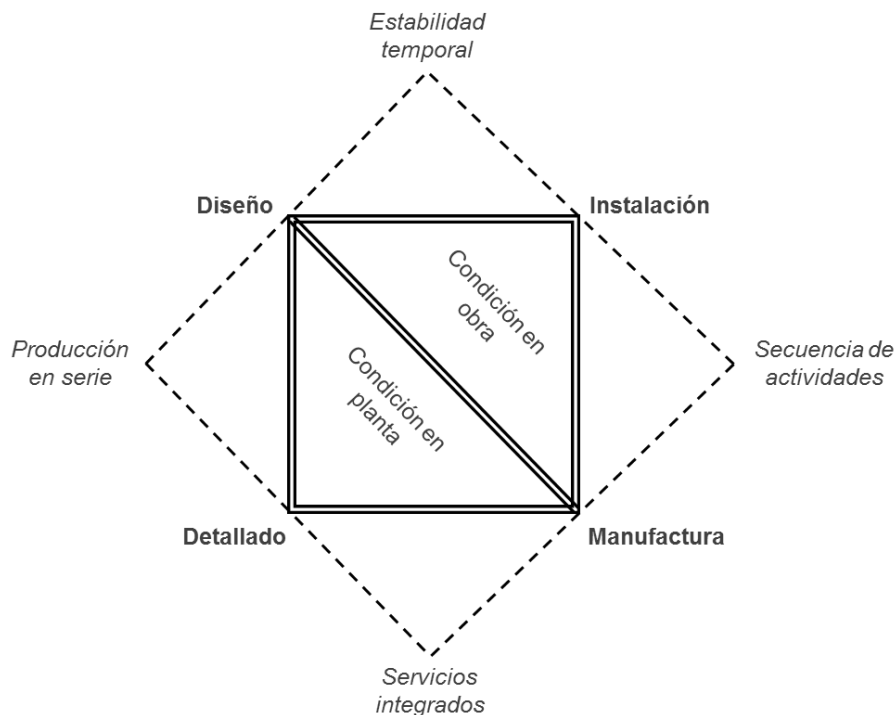 Estabilidad
temporal
Diseño
Instalación
Condición en
obra
Producción
en serie
Secuencia de
actividades
Condición en
planta
Detallado
Manufactura
Servicios
integrados